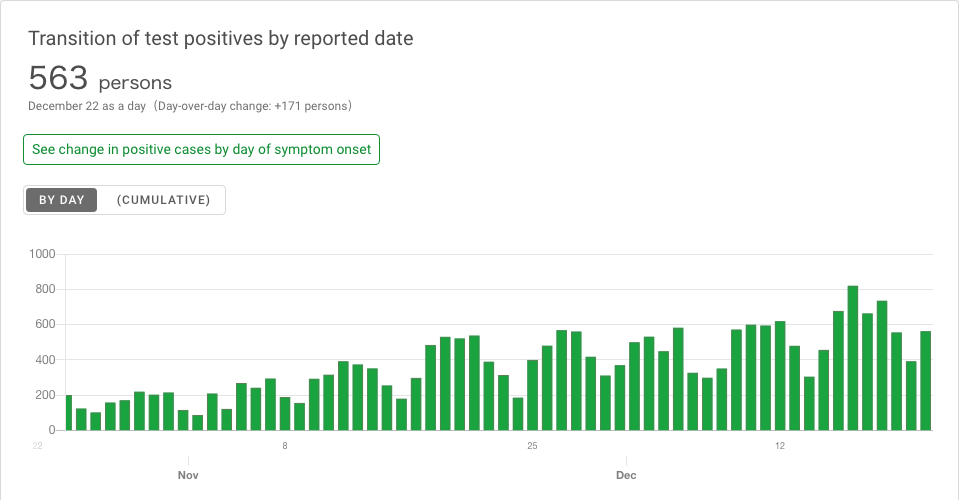 Transition of test positives by reported date
563 persons
December 22 as a day (Day-over-day change: +171 persons)
See change in positive cases by day of symptom onset
BY DAY (CUMULATIVE)
1000
800
600
400
200
0
22 8 25 12
Nov Dec